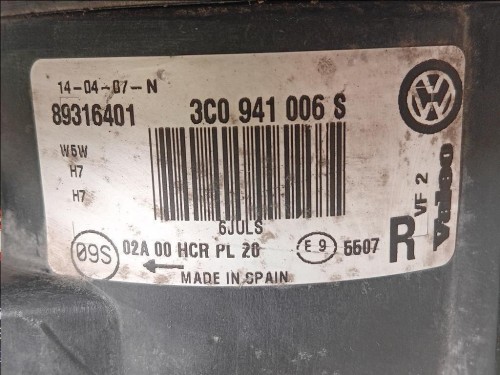 14-04-07-N
89316401
3C0 941 006 S
W5W
H7
H7
6JULS
09S
02A 00 HCR PL 20
E 9
5507
R
VF 2
Valeo
MADE IN SPAIN